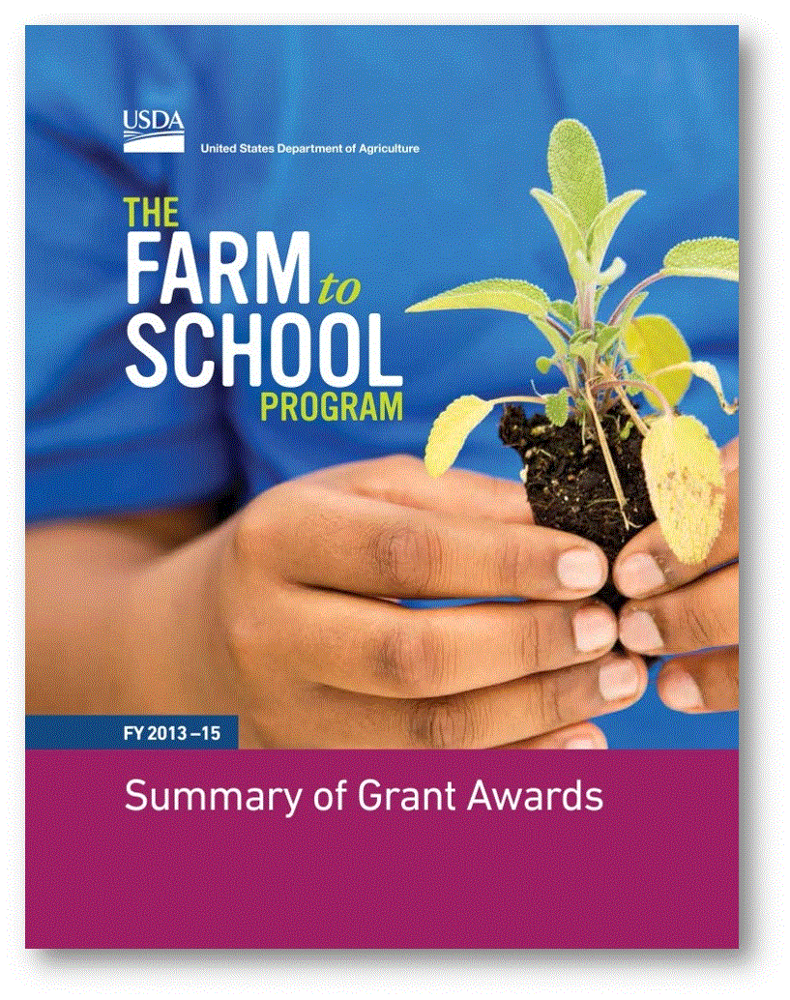 USDA
United States Department of Agriculture
THE
FARM to
SCHOOL
PROGRAM
FY 2013–15
Summary of Grant Awards